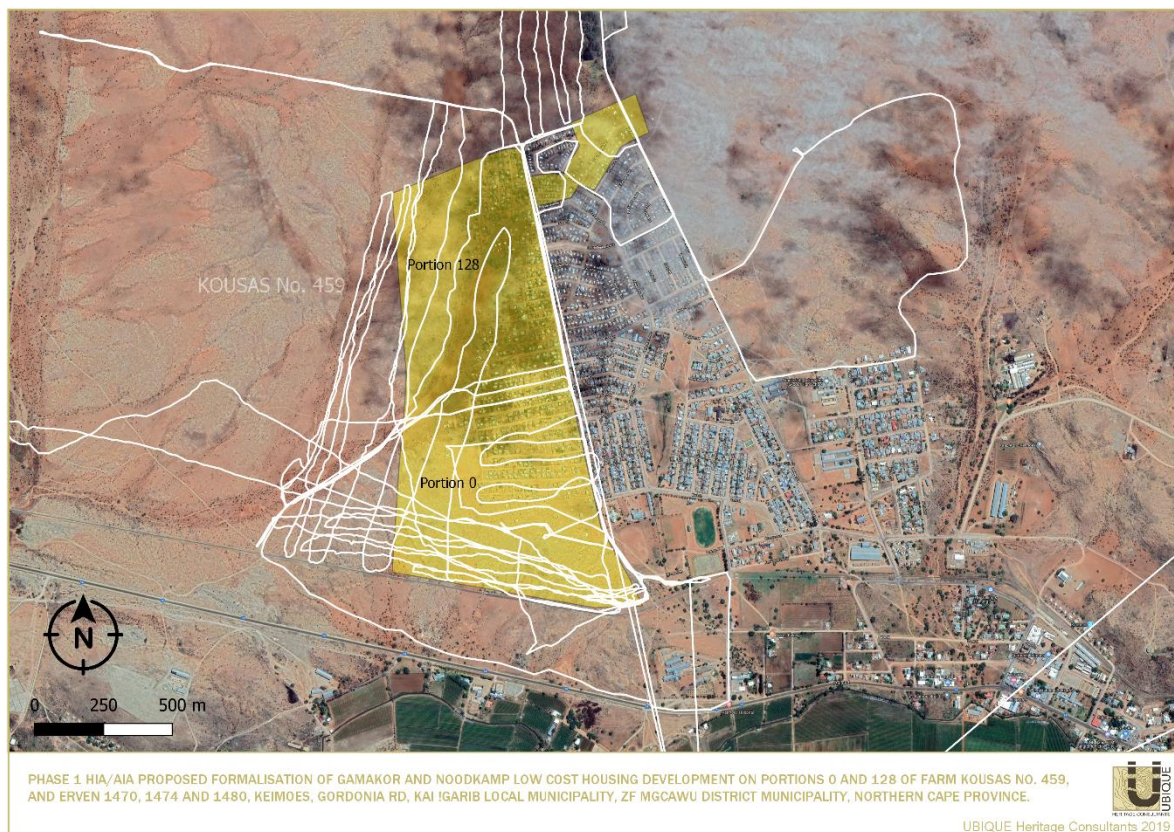 KOUSAS No. 459
Portion 128
Portion 0
N
0 250 500 m
PHASE 1 HIA/AIA PROPOSED FORMALISATION OF GAMAKOR AND NOODKAMP LOW COST HOUSING DEVELOPMENT ON PORTIONS 0 AND 128 OF FARM KOUSAS NO. 459,
AND ERVEN 1470, 1474 AND 1480, KEIMOES, GORDONIA RD, KAI !GARIB LOCAL MUNICIPALITY, ZF MGCAWU DISTRICT MUNICIPALITY, NORTHERN CAPE PROVINCE.
UBIQUE
HERITAGE CONSULTANTS
UBIQUE Heritage Consultants 2019